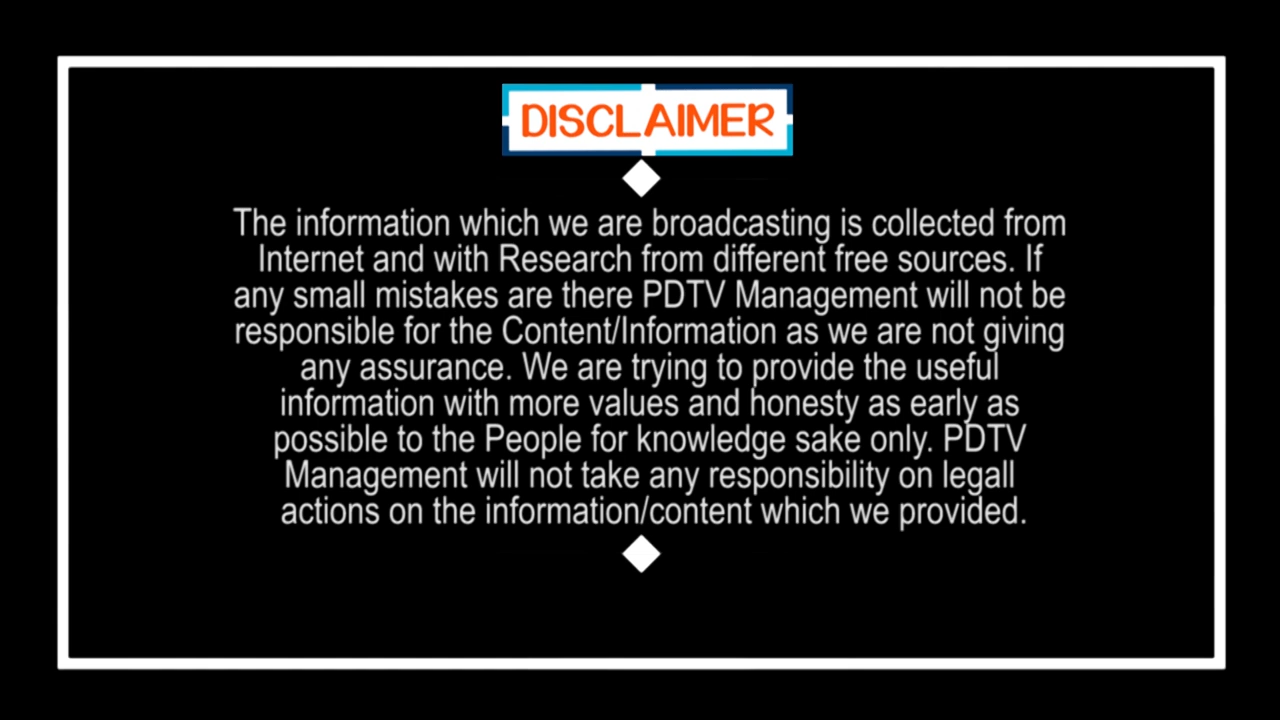 DISCLAIMER
The information which we are broadcasting is collected from
Internet and with Research from different free sources. If
any small mistakes are there PDTV Management will not be
responsible for the Content/Information as we are not giving
any assurance. We are trying to provide the useful
information with more values and honesty as early as
possible to the People for knowledge sake only. PDTV
Management will not take any responsibility on legall
actions on the information/content which we provided.